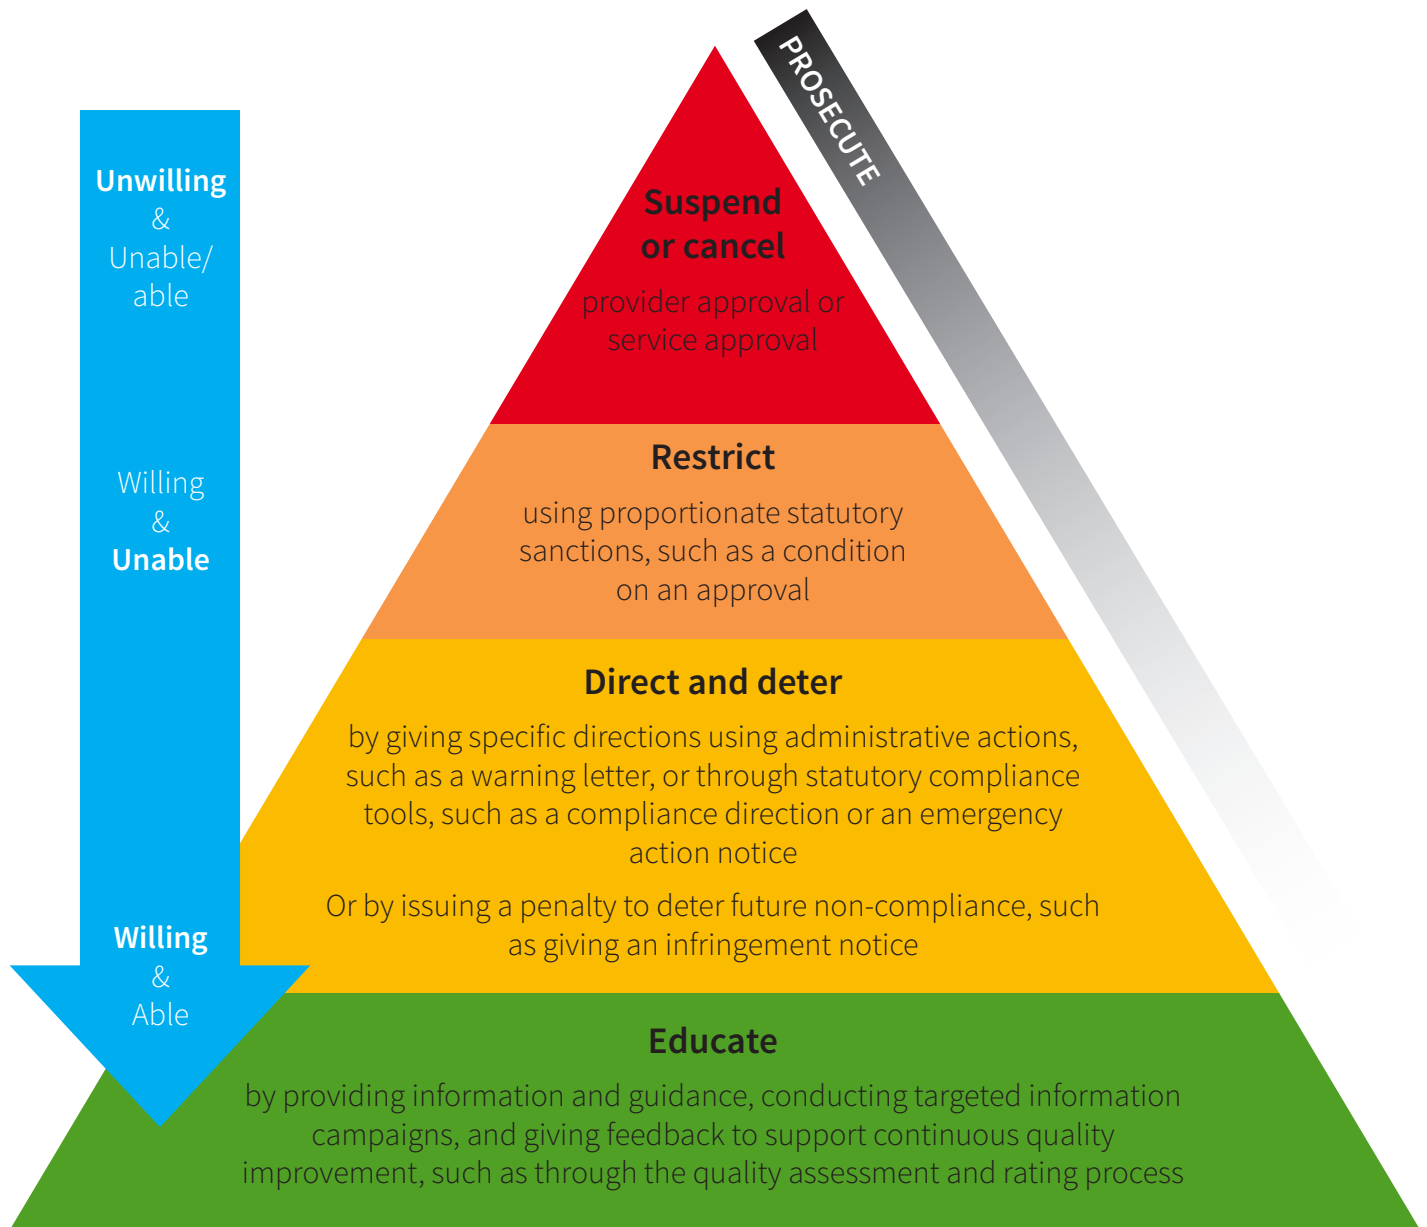 PROSECUTE
Unwilling
&
Unable/
able
Willing
&
Unable
Willing
&
Able
Suspend
or cancel
provider approval or
service approval
Restrict
using proportionate statutory
sanctions, such as a condition
on an approval
Direct and deter
by giving specific directions using administrative actions,
such as a warning letter, or through statutory compliance
tools, such as a compliance direction or an emergency
action notice
Or by issuing a penalty to deter future non-compliance, such
as giving an infringement notice
Educate
by providing information and guidance, conducting targeted information
campaigns, and giving feedback to support continuous quality
improvement, such as through the quality assessment and rating process